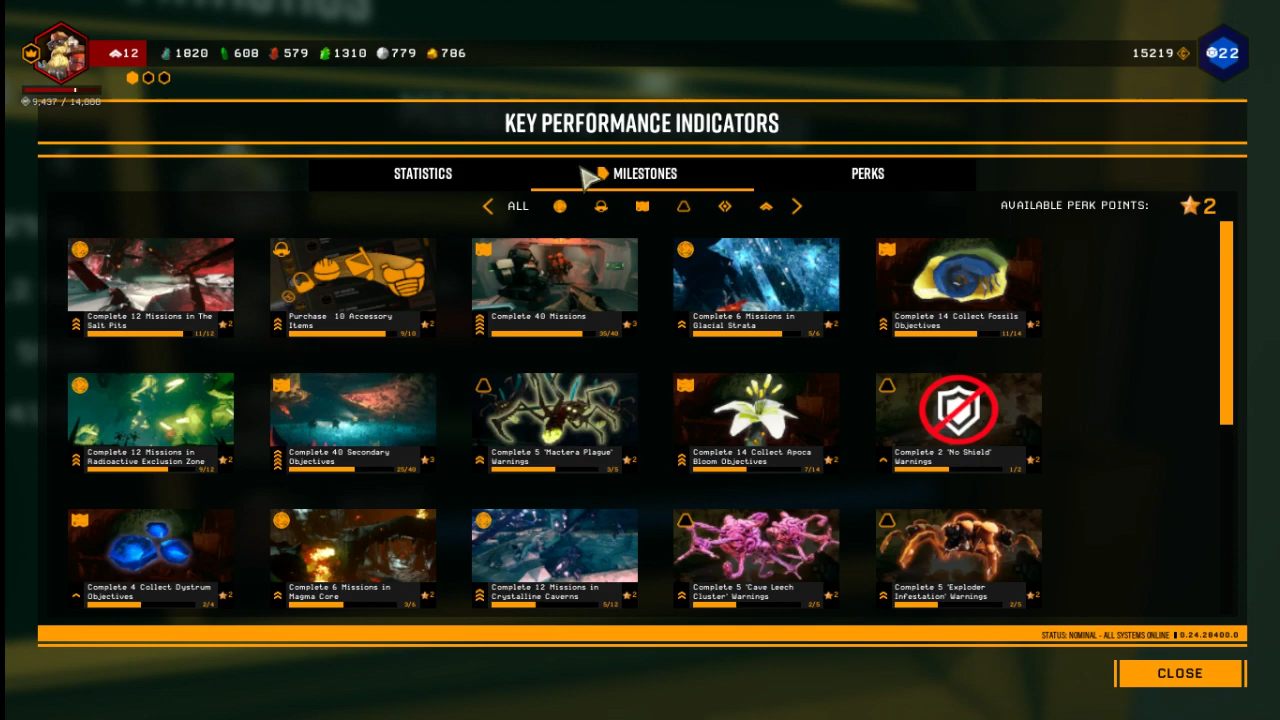 12 1820 608 579 1310 779 786 15219 22
9,437 / 14,000
KEY PERFORMANCE INDICATORS
STATISTICS MILESTONES PERKS
ALL AVAILABLE PERK POINTS: 2
Complete 12 Missions in The
Salt Pits
2
11/12
Purchase 10 Accessory
Items
2
9/10
Complete 40 Missions
3
35/40
Complete 6 Missions in
Glacial Strata
2
5/6
Complete 14 Collect Fossils
Objectives
2
11/14
Complete 12 Missions in
Radioactive Exclusion Zone
2
9/12
Complete 40 Secondary
Objectives
3
25/40
Complete 5 'Mactera Plague'
Warnings
2
3/5
Complete 14 Collect Apoca
Bloom Objectives
2
7/14
Complete 2 'No Shield'
Warnings
2
1/2
Complete 4 Collect Dystrum
Objectives
2
2/4
Complete 6 Missions in
Magma Core
2
3/6
Complete 12 Missions in
Crystalline Caverns
2
5/12
Complete 5 'Cave Leech
Cluster' Warnings
2
2/5
Complete 5 'Exploder
Infestation' Warnings
2
2/5
STATUS: NOMINAL - ALL SYSTEMS ONLINE 0.24.28400.0
CLOSE